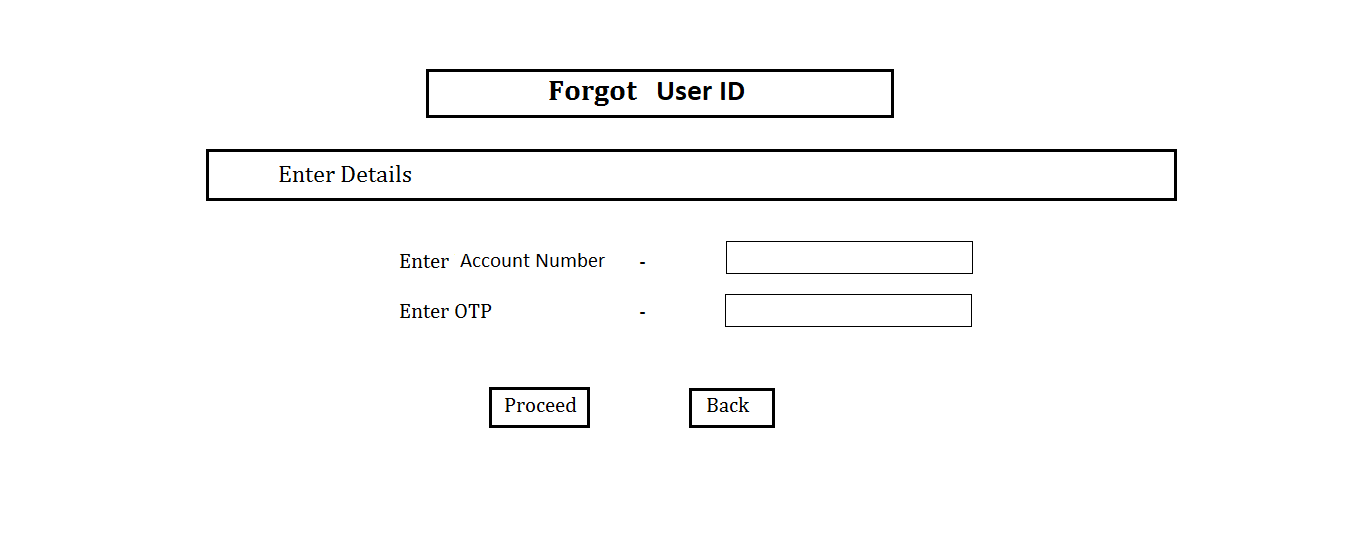 Forgot User ID
Enter Details
Enter Account Number -
Enter OTP -
Proceed Back